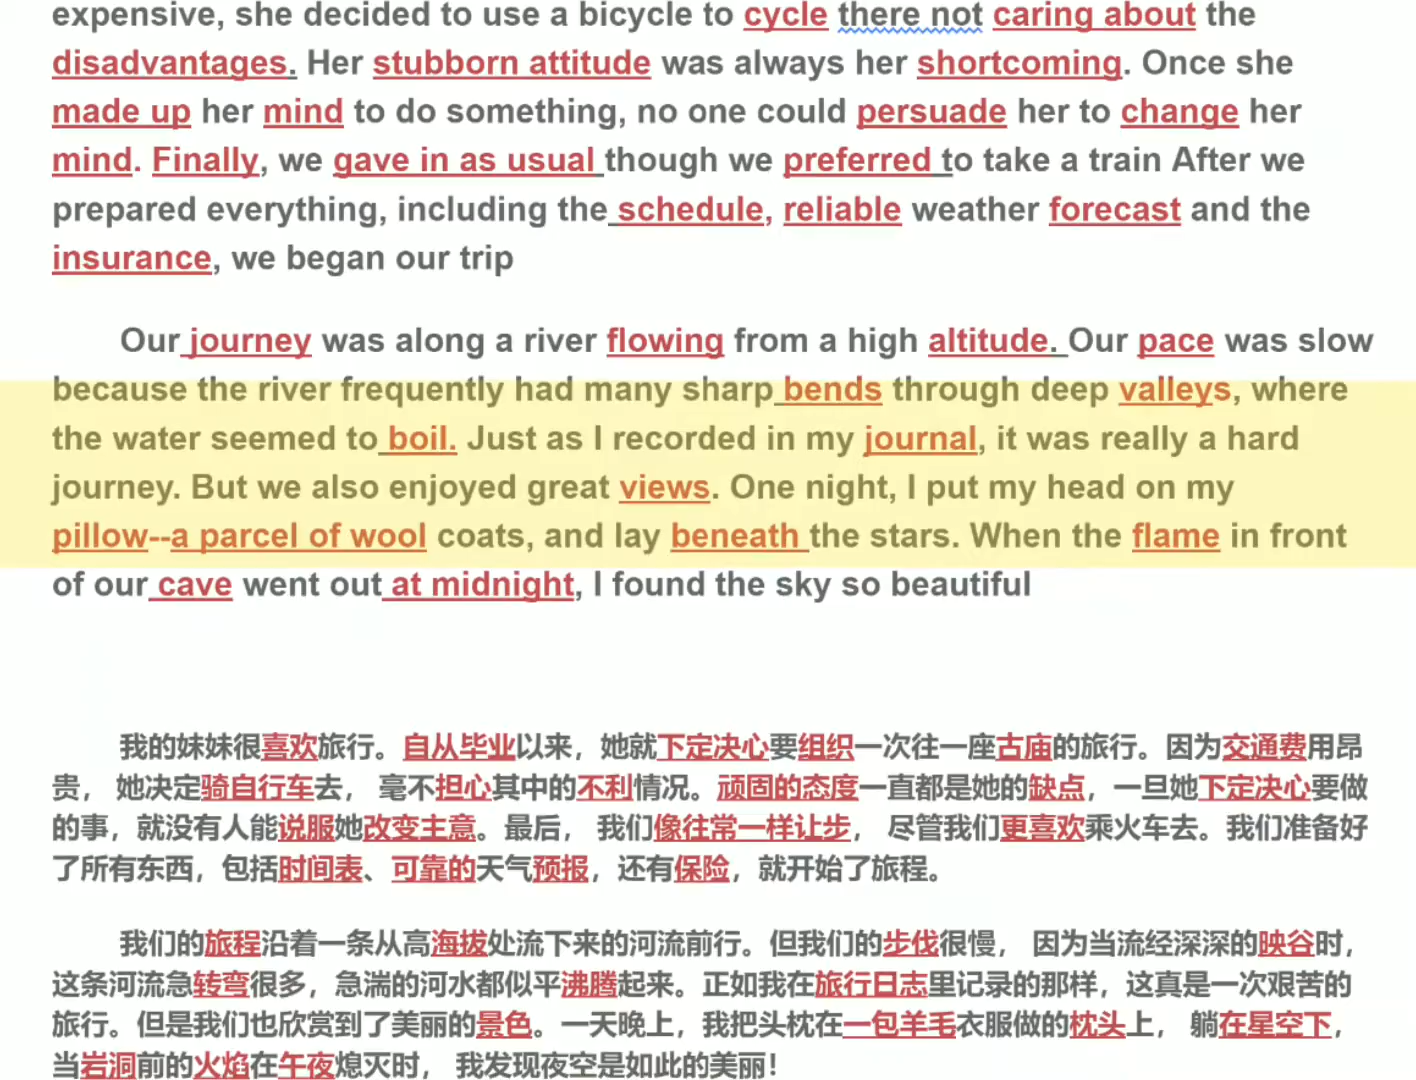 expensive, she decided to use a bicycle to cycle there not caring about the
disadvantages. Her stubborn attitude was always her shortcoming. Once she
made up her mind to do something, no one could persuade her to change her
mind. Finally, we gave in as usual though we preferred to take a train After we
prepared everything, including the schedule, reliable weather forecast and the
insurance, we began our trip
Our journey was along a river flowing from a high altitude. Our pace was slow
because the river frequently had many sharp bends through deep valleys, where
the water seemed to boil. Just as I recorded in my journal, it was really a hard
journey. But we also enjoyed great views. One night, I put my head on my
pillow--a parcel of wool coats, and lay beneath the stars. When the flame in front
of our cave went out at midnight, I found the sky so beautiful
我的妹妹很喜欢旅行。自从毕业以来，她就下定决心要组织一次往一座古庙的旅行。因为交通费用昂
贵， 她决定骑自行车去， 毫不担心其中的不利情况。顽固的态度一直都是她的缺点，一旦她下定决心要做
的事，就没有人能说服她改变主意。最后， 我们像往常一样让步， 尽管我们更喜欢乘火车去。我们准备好
了所有东西，包括时间表、可靠的天气预报，还有保险，就开始了旅程。
我们的旅程沿着一条从高海拔处流下来的河流前行。但我们的步伐很慢， 因为当流经深深的映谷时，
这条河流急转弯很多，急湍的河水都似平沸腾起来。正如我在旅行日志里记录的那样，这真是一次艰苦的
旅行。但是我们也欣赏到了美丽的景色。一天晚上，我把头枕在一包羊毛衣服做的枕头上， 躺在星空下，
当岩洞前的火焰在午夜熄灭时， 我发现夜空是如此的美丽！